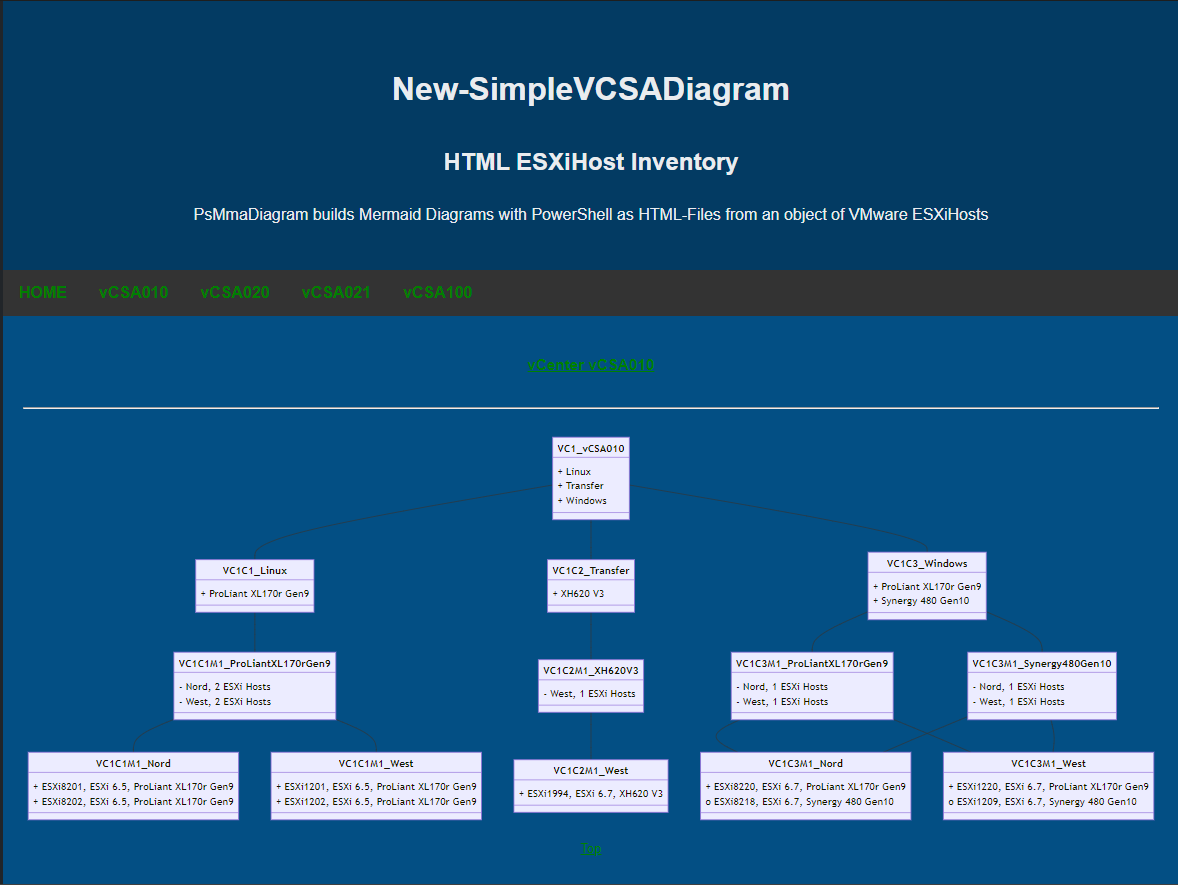 New-SimpleVCSADiagram
HTML ESXiHost Inventory
PsMmaDiagram builds Mermaid Diagrams with PowerShell as HTML-Files from an object of VMware ESXiHosts
HOME vCSA010 vCSA020 vCSA021 vCSA100
vCenter vCSA010
VC1_vCSA010
+ Linux
+ Transfer
+ Windows
VC1C1_Linux
+ ProLiant XL170r Gen9
VC1C2_Transfer
+ XH620 V3
VC1C3_Windows
+ ProLiant XL170r Gen9
+ Synergy 480 Gen10
VC1C1M1_ProLiantXL170rGen9
- Nord, 2 ESXi Hosts
- West, 2 ESXi Hosts
VC1C2M1_XH620V3
- West, 1 ESXi Hosts
VC1C3M1_ProLiantXL170rGen9
- Nord, 1 ESXi Hosts
- West, 1 ESXi Hosts
VC1C3M1_Synergy480Gen10
- Nord, 1 ESXi Hosts
- West, 1 ESXi Hosts
VC1C1M1_Nord
+ ESXi8201, ESXi 6.5, ProLiant XL170r Gen9
+ ESXi8202, ESXi 6.5, ProLiant XL170r Gen9
VC1C1M1_West
+ ESXi1201, ESXi 6.5, ProLiant XL170r Gen9
+ ESXi1202, ESXi 6.5, ProLiant XL170r Gen9
VC1C2M1_West
+ ESXi1994, ESXi 6.7, XH620 V3
VC1C3M1_Nord
+ ESXi8220, ESXi 6.7, ProLiant XL170r Gen9
o ESXi8218, ESXi 6.7, Synergy 480 Gen10
VC1C3M1_West
+ ESXi1220, ESXi 6.7, ProLiant XL170r Gen9
o ESXi1209, ESXi 6.7, Synergy 480 Gen10
Top